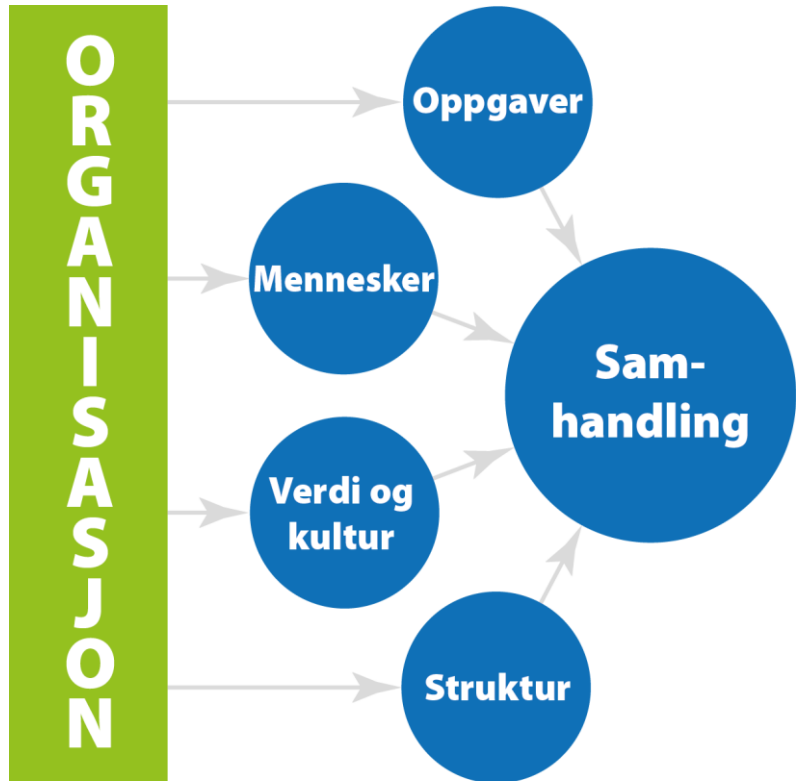 ORGANISASJON
Oppgaver
Mennesker
Verdi og
kultur
Struktur
Sam-
handling